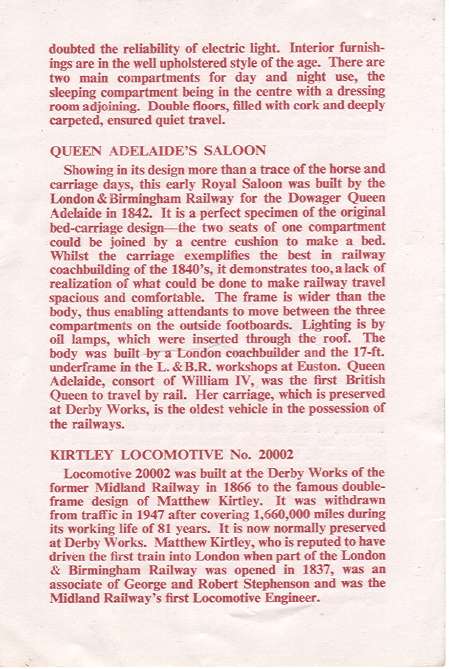 doubted the reliability of electric light. Interior furnish-
ings are in the well upholstered style of the age. There are
two main compartments for day and night use, the
sleeping compartment being in the centre with a dressing
room adjoining. Double floors, filled with cork and deeply
carpeted, ensured quiet travel.
QUEEN ADELAIDE'S SALOON
Showing in its design more than a trace of the horse and
carriage days, this early Royal Saloon was built by the
London & Birmingham Railway for the Dowager Queen
Adelaide in 1842. It is a perfect specimen of the original
bed-carriage design—the two seats of one compartment
could be joined by a centre cushion to make a bed.
Whilst the carriage exemplifies the best in railway
coachbuilding of the 1840's, it demonstrates too, a lack of
realization of what could be done to make railway travel
spacious and comfortable. The frame is wider than the
body, thus enabling attendants to move between the three
compartments on the outside footboards. Lighting is by
oil lamps, which were inserted through the roof. The
body was built by a London coachbuilder and the 17-ft.
underframe in the L. & B.R. workshops at Euston. Queen
Adelaide, consort of William IV, was the first British
Queen to travel by rail. Her carriage, which is preserved
at Derby Works, is the oldest vehicle in the possession of
the railways.
KIRTLEY LOCOMOTIVE No. 20002
Locomotive 20002 was built at the Derby Works of the
former Midland Railway in 1866 to the famous double-
frame design of Matthew Kirtley. It was withdrawn
from traffic in 1947 after covering 1,660,000 miles during
its working life of 81 years. It is now normally preserved
at Derby Works. Matthew Kirtley, who is reputed to have
driven the first train into London when part of the London
& Birmingham Railway was opened in 1837, was an
associate of George and Robert Stephenson and was the
Midland Railway's first Locomotive Engineer.